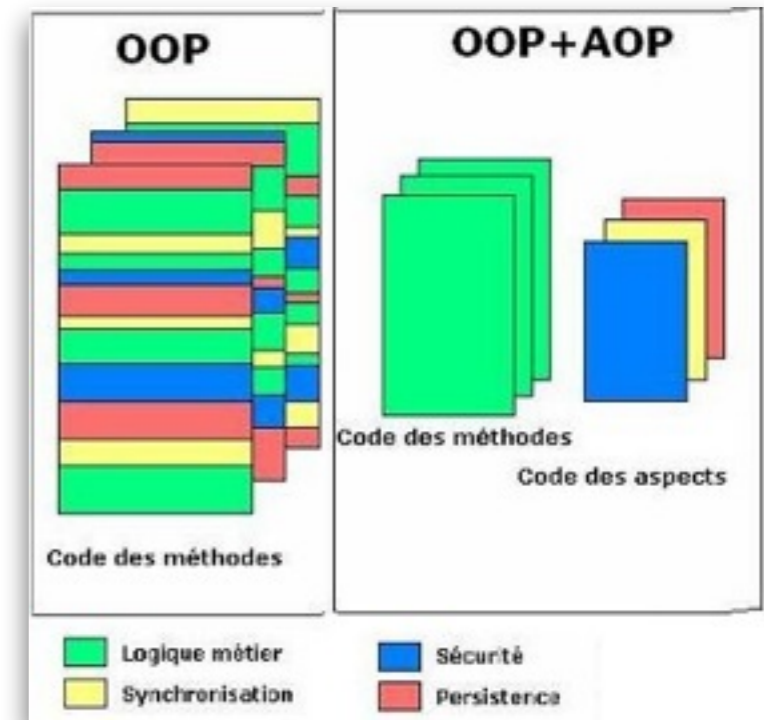 OOP
OOP+AOP
Code des méthodes
Code des aspects
Code des méthodes
Logique métier
Sécurité
Synchronisation
Persistence